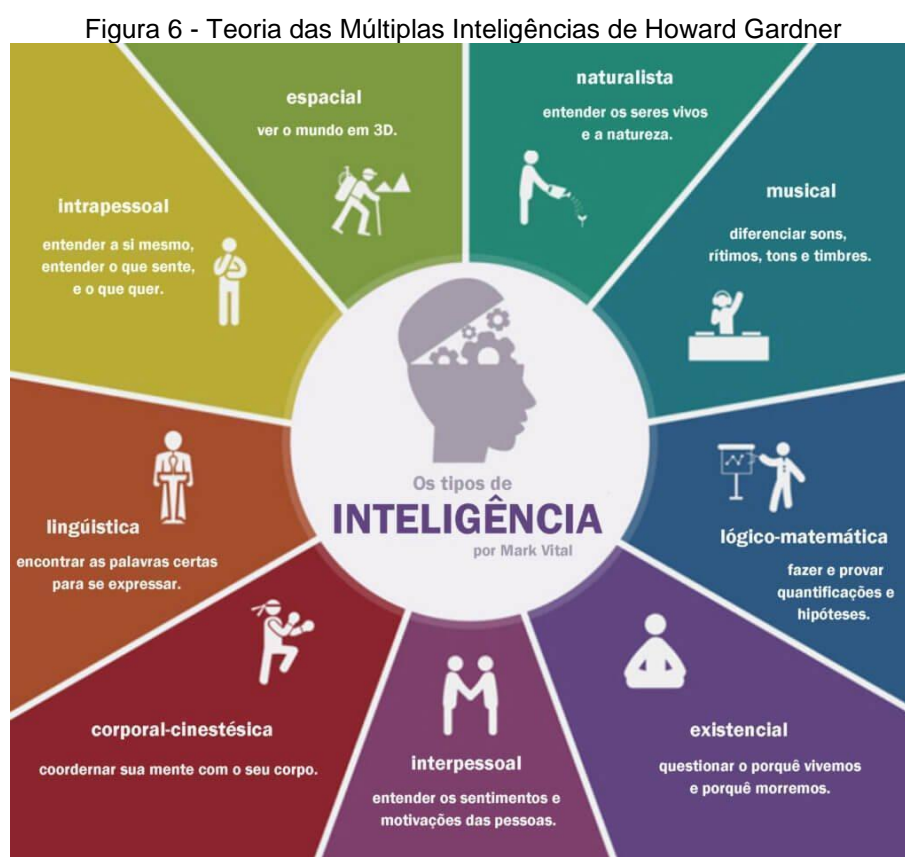 Figura 6 - Teoria das Múltiplas Inteligências de Howard Gardner
espacial
ver o mundo em 3D.
naturalista
entender os seres vivos
e a natureza.
musical
diferenciar sons,
rítimos, tons e timbres.
lógico-matemática
fazer e provar
quantificações e
hipóteses.
existencial
questionar o porquê vivemos
e porquê morremos.
interpessoal
entender os sentimentos e
motivações das pessoas.
corporal-cinestésica
coordernar sua mente com o seu corpo.
lingúistica
encontrar as palavras certas
para se expressar.
intrapessoal
entender a si mesmo,
entender o que sente,
e o que quer.
Os tipos de
INTELIGÊNCIA
por Mark Vital